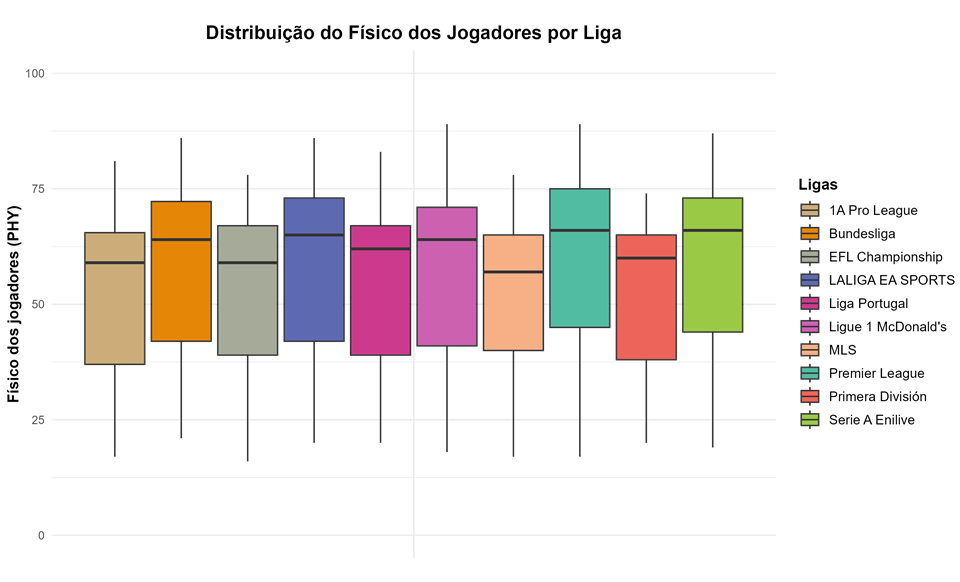 Distribuição do Físico dos Jogadores por Liga
Físico dos jogadores (PHY)
100
75
50
25
0
Ligas
1A Pro League
Bundesliga
EFL Championship
LALIGA EA SPORTS
Liga Portugal
Ligue 1 McDonald's
MLS
Premier League
Primera División
Serie A Enilive